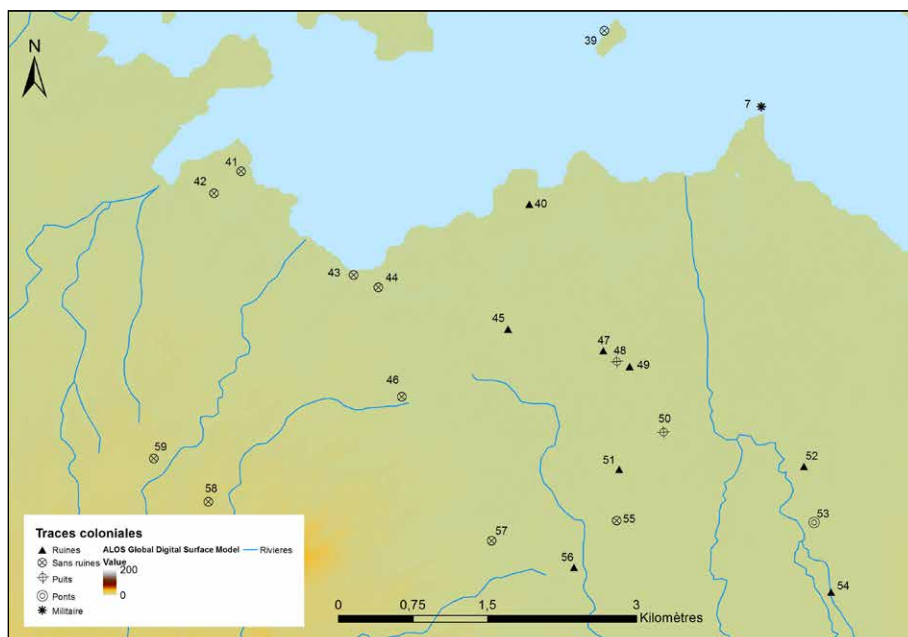 39
N
7
41
42
40
43
44
45
47
48
49
46
50
59
51
52
58
53
55
57
56
54
Traces coloniales
Ruines
Sans ruines
Puits
Ponts
Militaire
ALOS Global Digital Surface Model
Value
200
0
Rivieres
0 0,75 1,5 3
Kilomètres